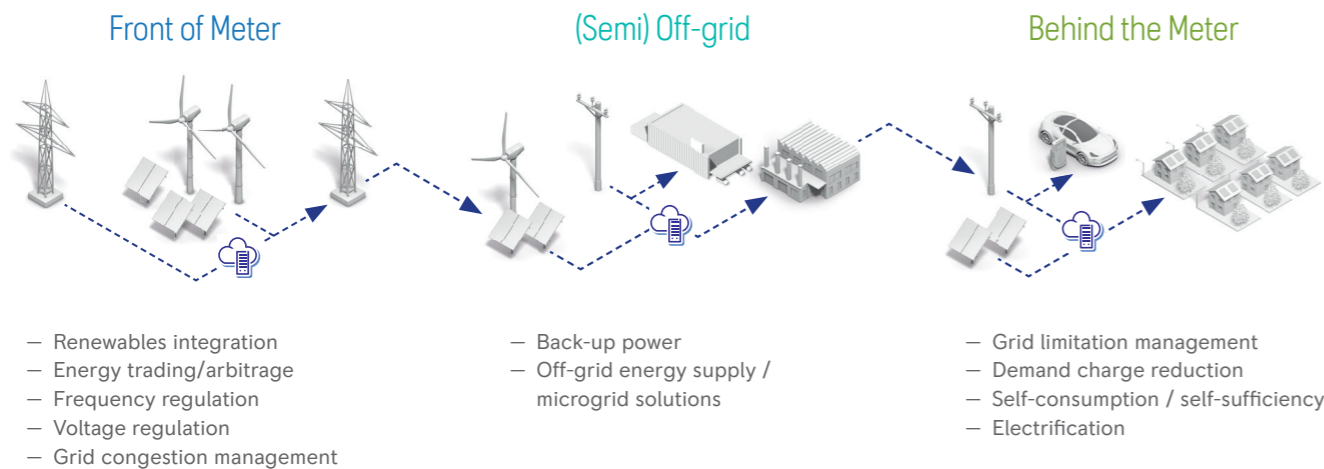 Front of Meter
(Semi) Off-grid
Behind the Meter
— Renewables integration
— Energy trading/arbitrage
— Frequency regulation
— Voltage regulation
— Grid congestion management
— Back-up power
— Off-grid energy supply /
microgrid solutions
— Grid limitation management
— Demand charge reduction
— Self-consumption / self-sufficiency
— Electrification